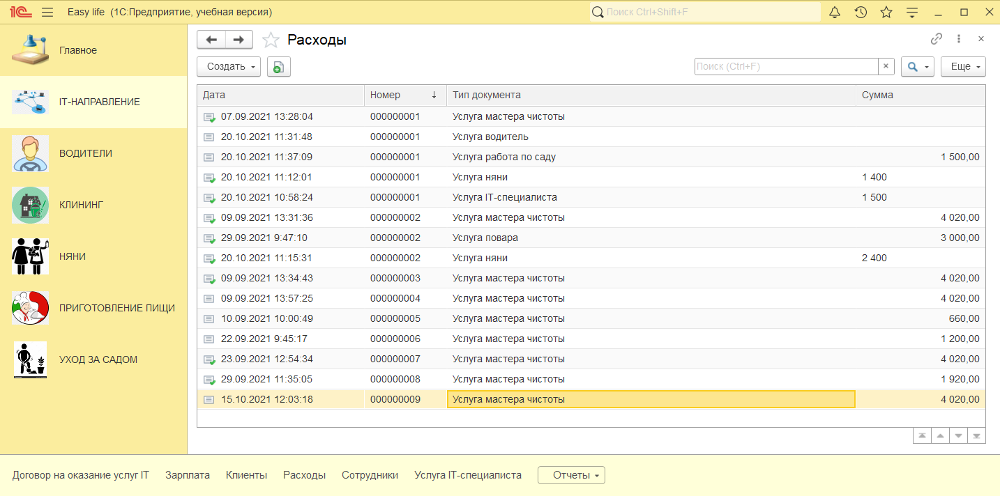 1С Easy life (1С:Предприятие, учебная версия) Поиск Ctrl+Shift+F
Главное
IT-НАПРАВЛЕНИЕ
ВОДИТЕЛИ
КЛИНИНГ
НЯНИ
ПРИГОТОВЛЕНИЕ ПИЩИ
УХОД ЗА САДОМ
Расходы
Создать Поиск (Ctrl+F) Еще
Дата Номер Тип документа Сумма
07.09.2021 13:28:04 000000001 Услуга мастера чистоты
20.10.2021 11:31:48 000000001 Услуга водитель
20.10.2021 11:37:09 000000001 Услуга работа по саду 1 500,00
20.10.2021 11:12:01 000000001 Услуга няни 1 400
20.10.2021 10:58:24 000000001 Услуга IT-специалиста 1 500
09.09.2021 13:31:36 000000002 Услуга мастера чистоты 4 020,00
29.09.2021 9:47:10 000000002 Услуга повара 3 000,00
20.10.2021 11:15:31 000000002 Услуга няни 2 400
09.09.2021 13:34:43 000000003 Услуга мастера чистоты 4 020,00
09.09.2021 13:57:25 000000004 Услуга мастера чистоты 4 020,00
10.09.2021 10:00:49 000000005 Услуга мастера чистоты 660,00
22.09.2021 9:45:17 000000006 Услуга мастера чистоты 1 200,00
23.09.2021 12:54:34 000000007 Услуга мастера чистоты 4 020,00
29.09.2021 11:35:05 000000008 Услуга мастера чистоты 1 920,00
15.10.2021 12:03:18 000000009 Услуга мастера чистоты 4 020,00
Договор на оказание услуг IT Зарплата Клиенты Расходы Сотрудники Услуга IT-специалиста Отчеты